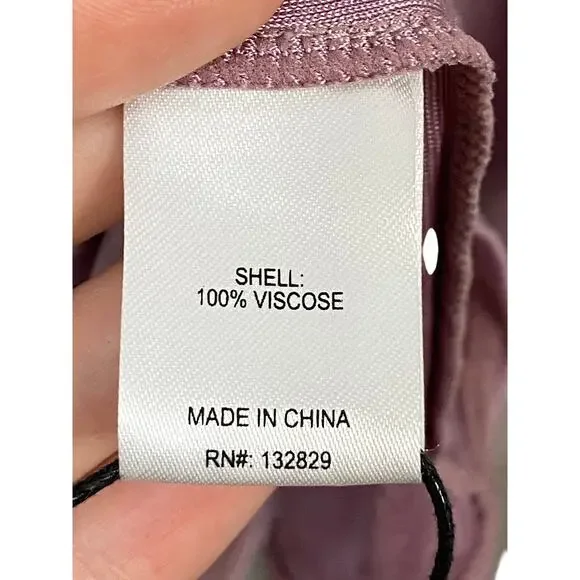 SHELL:
100% VISCOSE
MADE IN CHINA
RN#: 132829